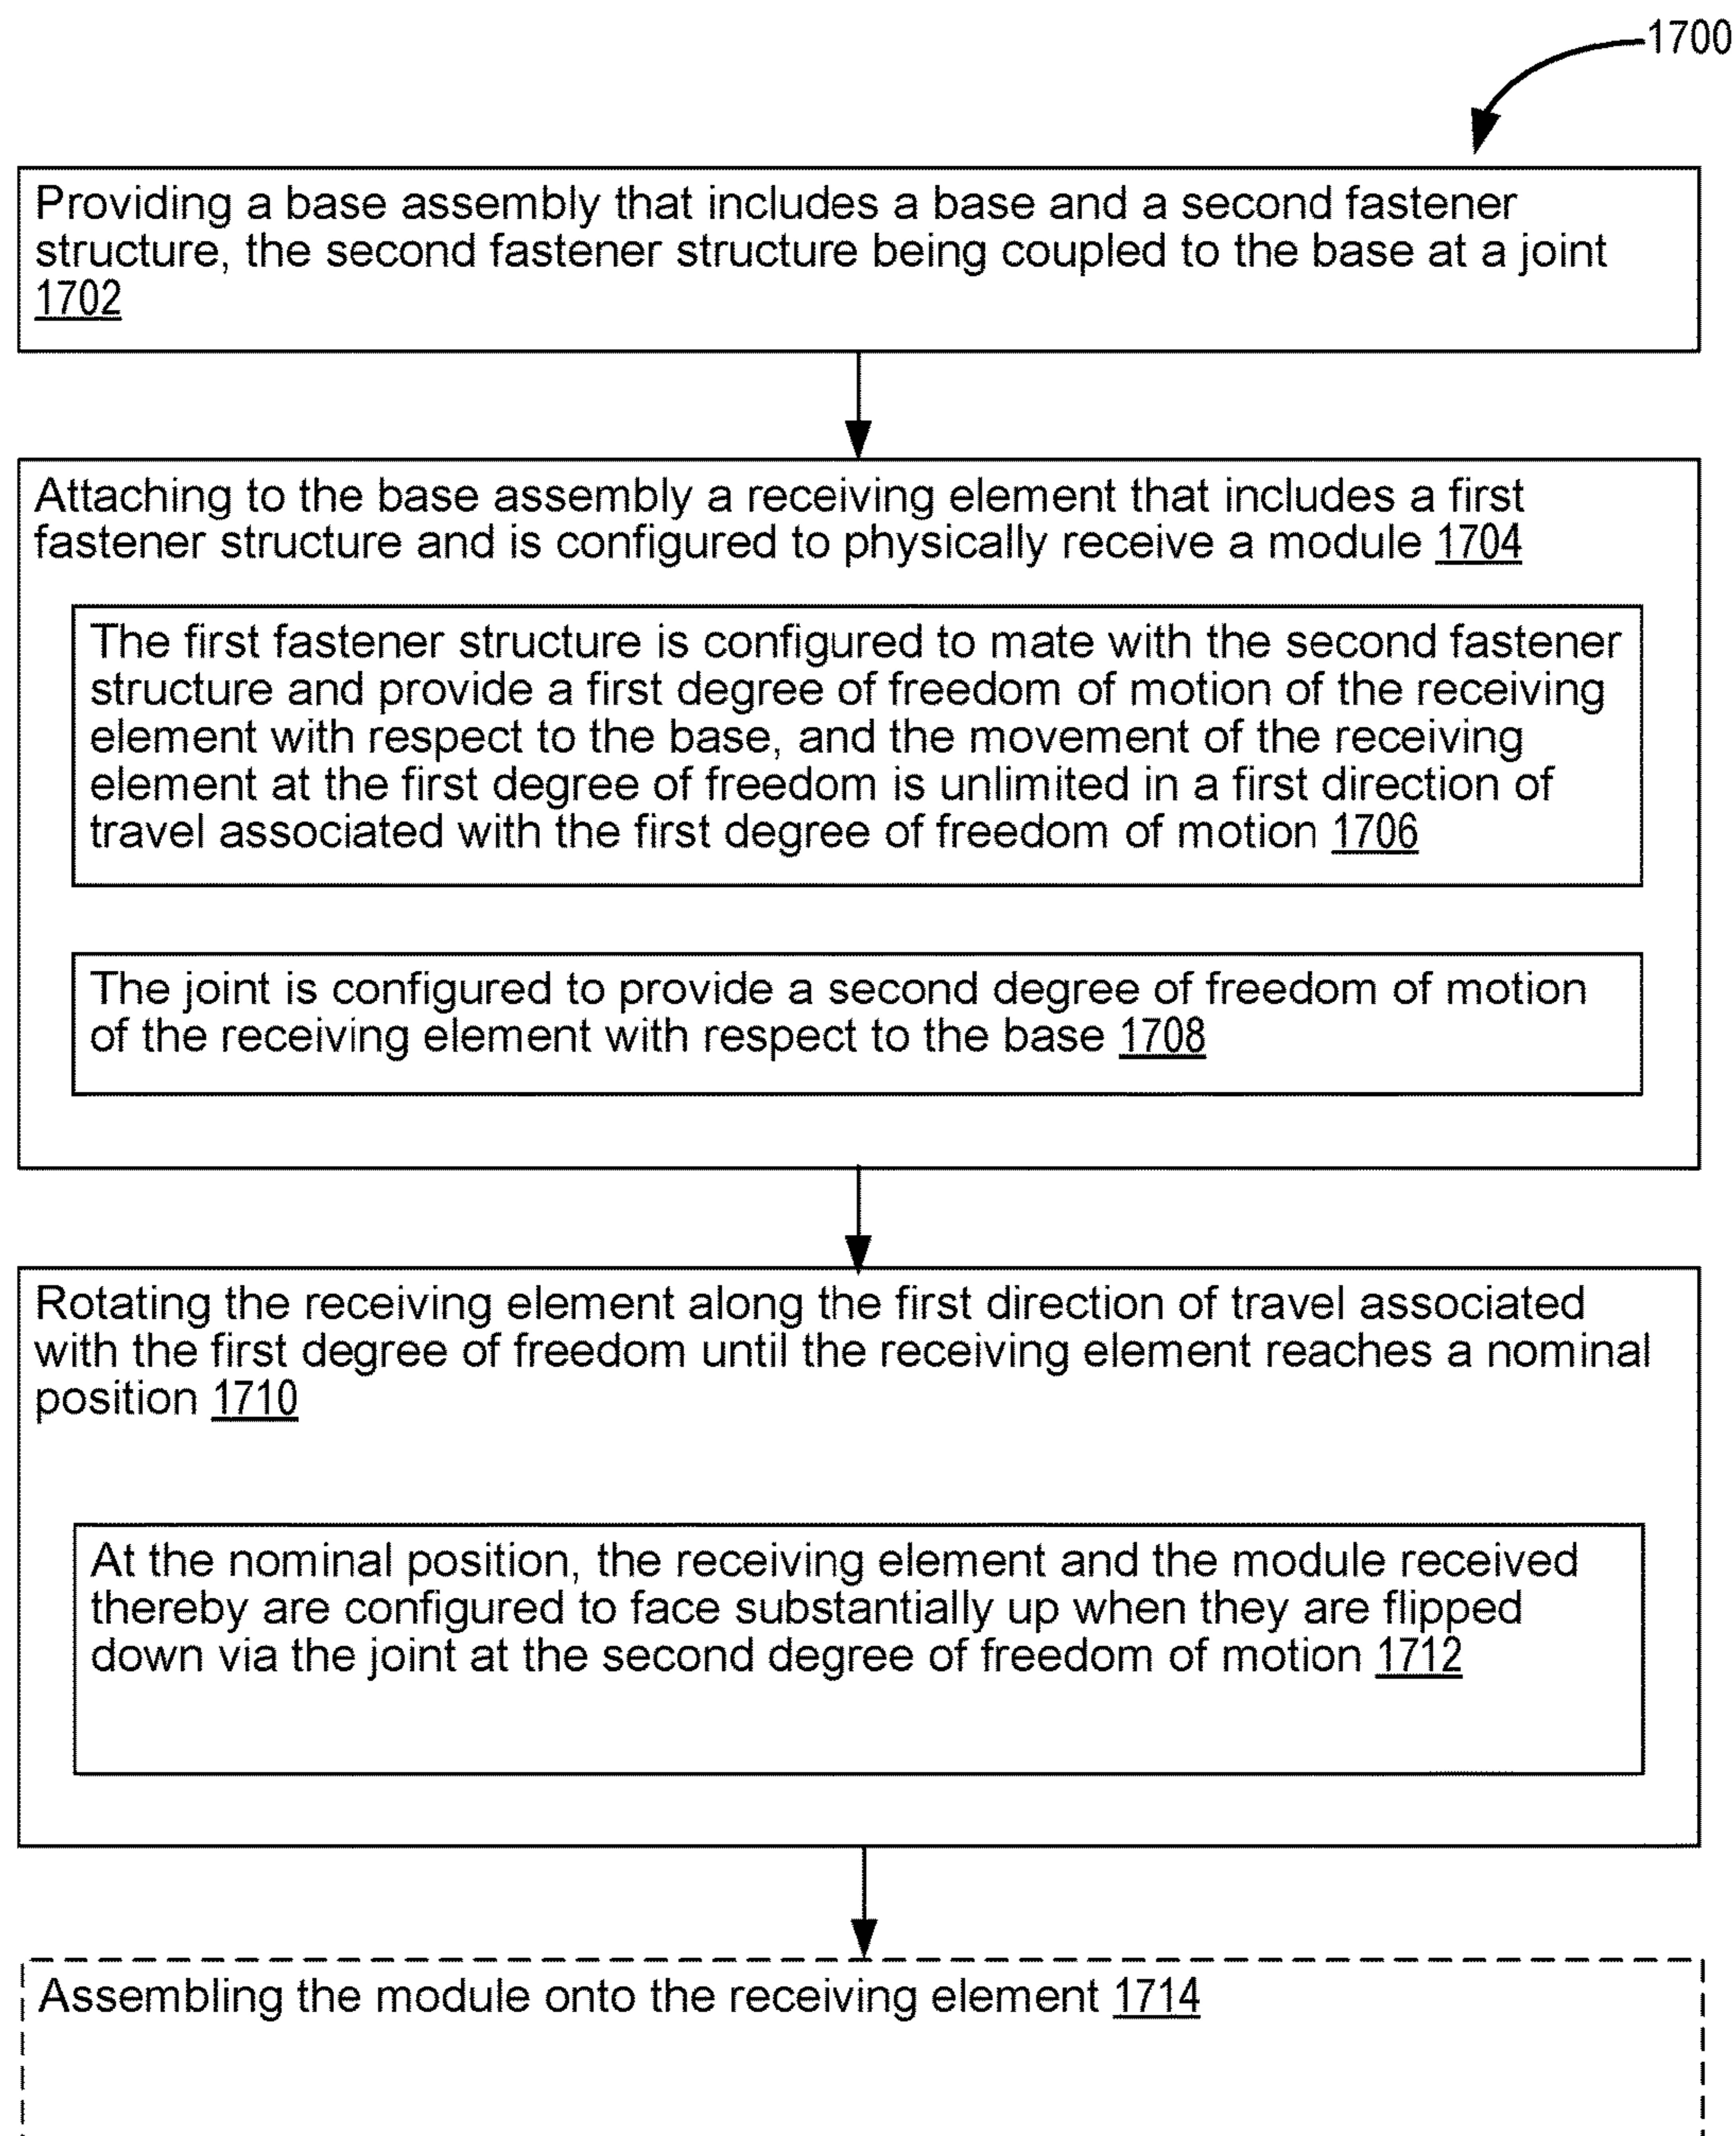 1700
Providing a base assembly that includes a base and a second fastener
structure, the second fastener structure being coupled to the base at a joint
1702
Attaching to the base assembly a receiving element that includes a first
fastener structure and is configured to physically receive a module 1704
The first fastener structure is configured to mate with the second fastener
structure and provide a first degree of freedom of motion of the receiving
element with respect to the base, and the movement of the receiving
element at the first degree of freedom is unlimited in a first direction of
travel associated with the first degree of freedom of motion 1706
The joint is configured to provide a second degree of freedom of motion
of the receiving element with respect to the base 1708
Rotating the receiving element along the first direction of travel associated
with the first degree of freedom until the receiving element reaches a nominal
position 1710
At the nominal position, the receiving element and the module received
thereby are configured to face substantially up when they are flipped
down via the joint at the second degree of freedom of motion 1712
Assembling the module onto the receiving element 1714